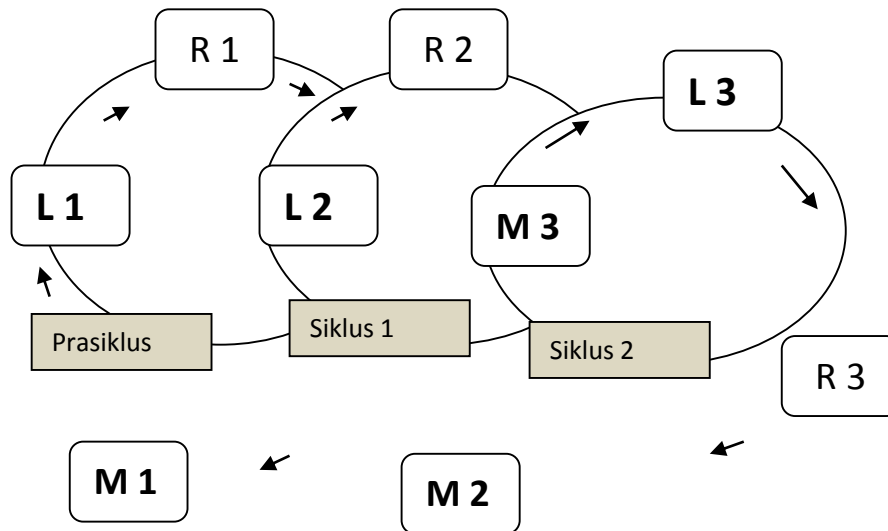 R 1
R 2
L 3
L 1
L 2
M 3
Prasiklus
Siklus 1
Siklus 2
R 3
M 1
M 2